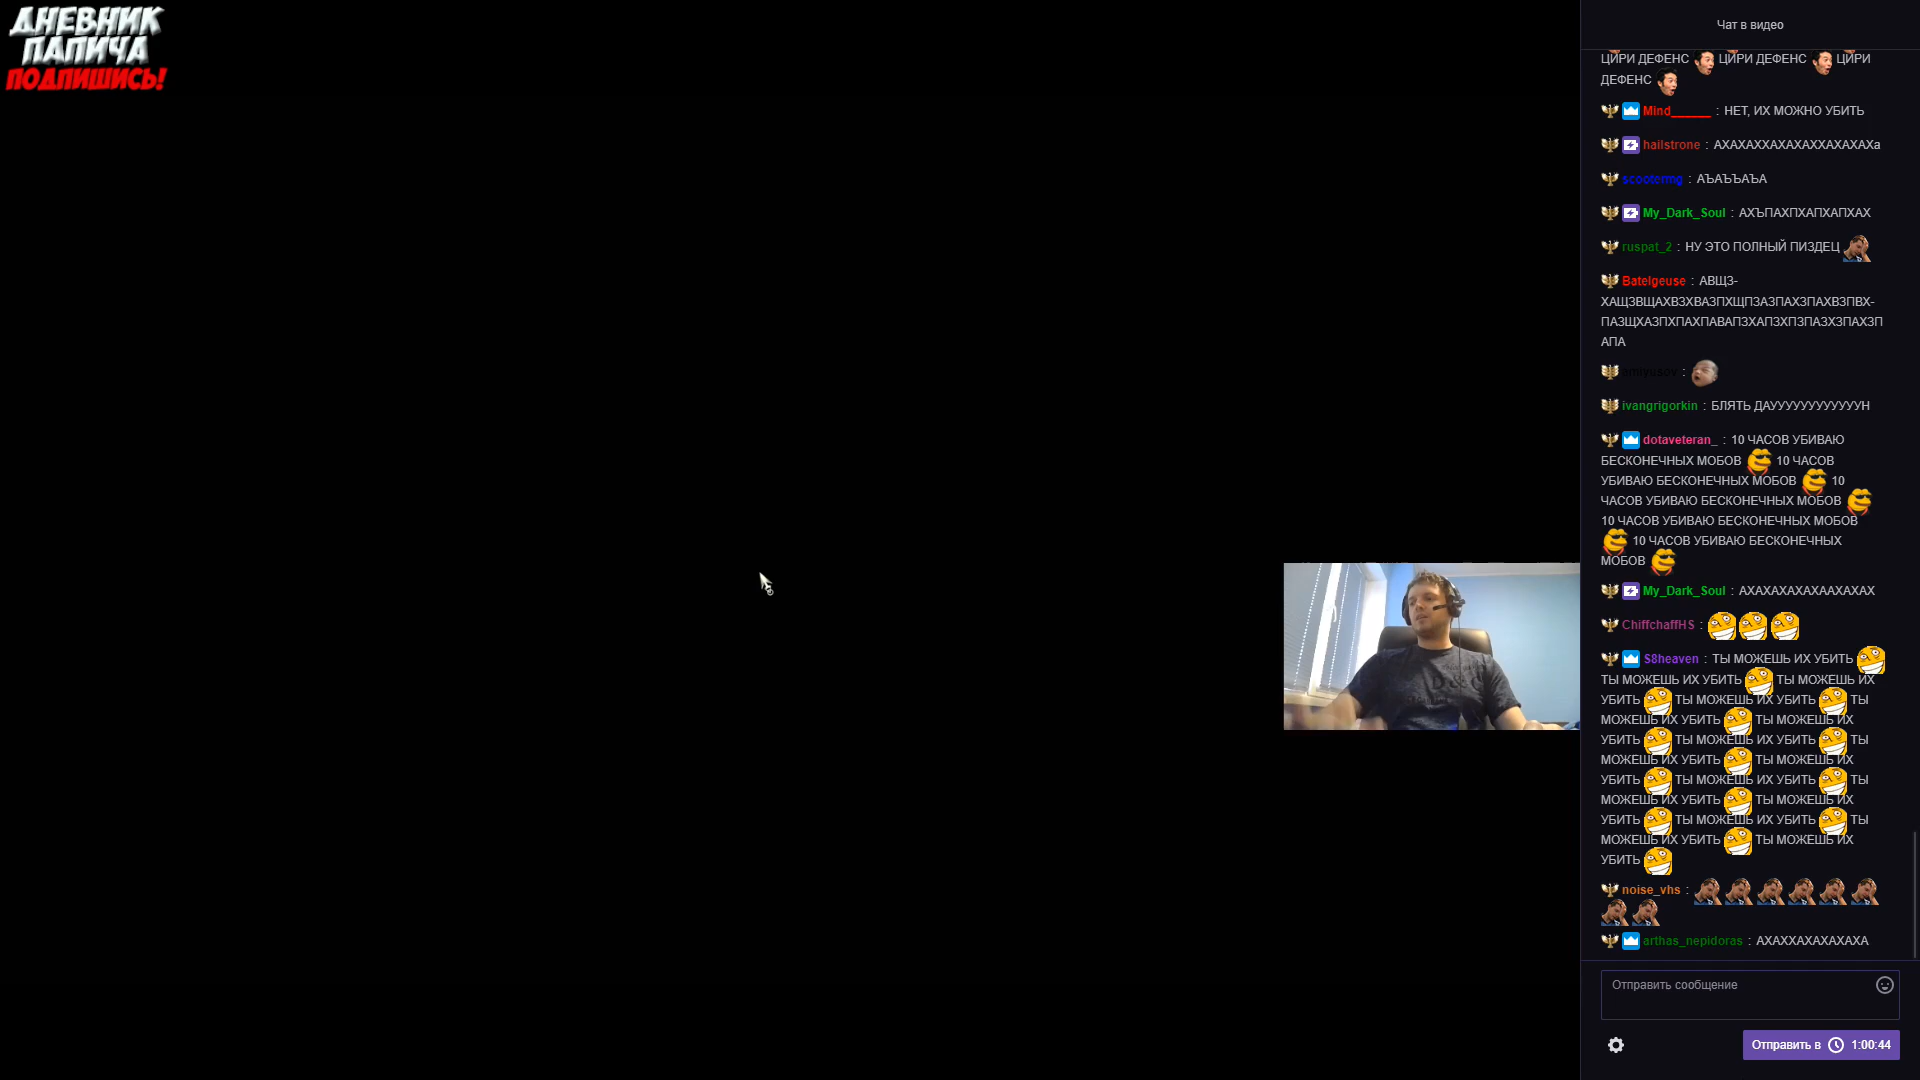 ДНЕВНИК
ПАПИЧА
ПОДПИШИСЬ!
Чат в видео
ЦИРИ ДЕФЕНС ЦИРИ ДЕФЕНС ЦИРИ
ДЕФЕНС
Mind______ : НЕТ, ИХ МОЖНО УБИТЬ
hailstrone : АХАХАХХАХАХАХХАХАХАХа
scootermg : АЪАЪЪАЪА
My_Dark_Soul : АХЪПАХПХАПХАПХАХ
ruspat_2 : НУ ЭТО ПОЛНЫЙ ПИЗДЕЦ
Batelgeuse : АВЩЗ-
ХАЩЗВЩАХВЗХВАЗПХЩПЗАЗПАХЗПАХВЗПВХ-
ПАЗЩХАЗПХПАХПАВАПЗХАПЗХПЗПАЗХЗПАХЗП
АПА
:
ivangrigorkin : БЛЯТЬ ДАУУУУУУУУУУУУН
dotaveteran_ : 10 ЧАСОВ УБИВАЮ
БЕСКОНЕЧНЫХ МОБОВ 10 ЧАСОВ
УБИВАЮ БЕСКОНЕЧНЫХ МОБОВ 10
ЧАСОВ УБИВАЮ БЕСКОНЕЧНЫХ МОБОВ
10 ЧАСОВ УБИВАЮ БЕСКОНЕЧНЫХ МОБОВ
10 ЧАСОВ УБИВАЮ БЕСКОНЕЧНЫХ
МОБОВ
My_Dark_Soul : АХАХАХАХАХААХАХАХ
ChiffchaffHS :
S8heaven : ТЫ МОЖЕШЬ ИХ УБИТЬ
ТЫ МОЖЕШЬ ИХ УБИТЬ ТЫ МОЖЕШЬ ИХ
УБИТЬ ТЫ МОЖЕШЬ ИХ УБИТЬ ТЫ
МОЖЕШЬ ИХ УБИТЬ ТЫ МОЖЕШЬ ИХ
УБИТЬ ТЫ МОЖЕШЬ ИХ УБИТЬ ТЫ
МОЖЕШЬ ИХ УБИТЬ ТЫ МОЖЕШЬ ИХ
УБИТЬ ТЫ МОЖЕШЬ ИХ УБИТЬ ТЫ
МОЖЕШЬ ИХ УБИТЬ ТЫ МОЖЕШЬ ИХ
УБИТЬ ТЫ МОЖЕШЬ ИХ УБИТЬ ТЫ
МОЖЕШЬ ИХ УБИТЬ ТЫ МОЖЕШЬ ИХ
УБИТЬ
noise_vhs :
arthas_nepidoras : АХАХХАХАХАХАХА
Отправить сообщение
Отправить в 1:00:44